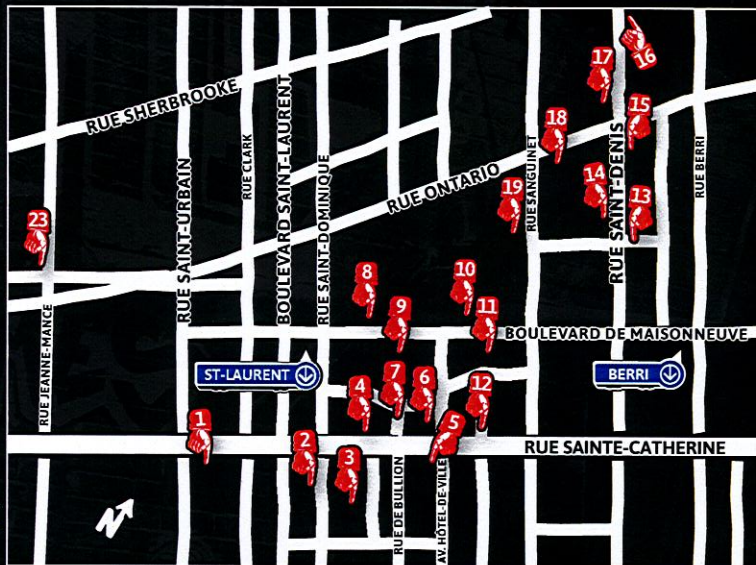 16
17
15
RUE SHERBROOKE
18
RUE CLARK
BOULEVARD SAINT-LAURENT
RUE SANGUINET
RUE SAINT-DENIS
RUE BERRI
RUE SAINT-URBAIN
RUE SAINT-DOMINIQUE
RUE ONTARIO
14
19
13
23
8
10
9
11
BOULEVARD DE MAISONNEUVE
RUE JEANNE-MANCE
ST-LAURENT
BERRI
4
7
6
12
1
2
3
5
RUE SAINTE-CATHERINE
RUE DE BULLION
AV. HÔTEL-DE-VILLE
N